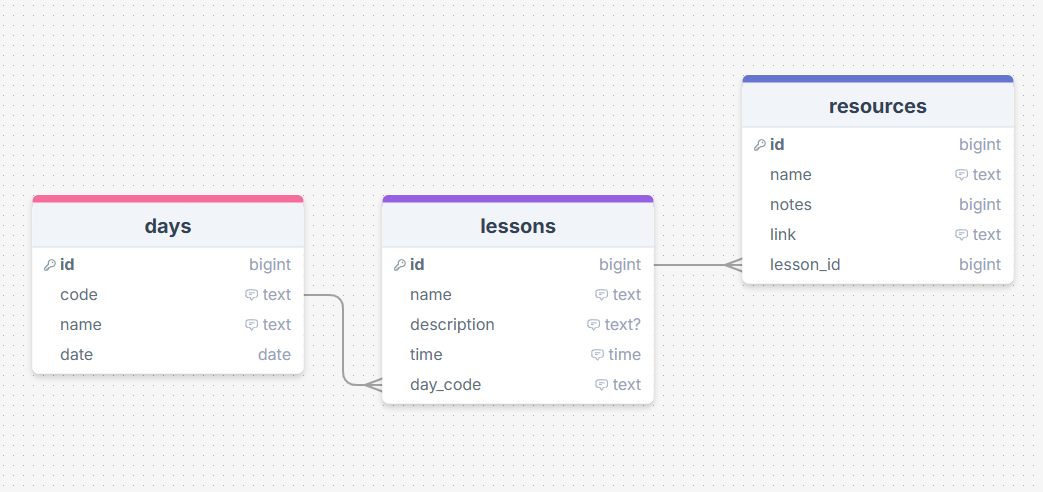 days
id bigint
code text
name text
date date
lessons
id bigint
name text
description text?
time time
day_code text
resources
id bigint
name text
notes bigint
link text
lesson_id bigint